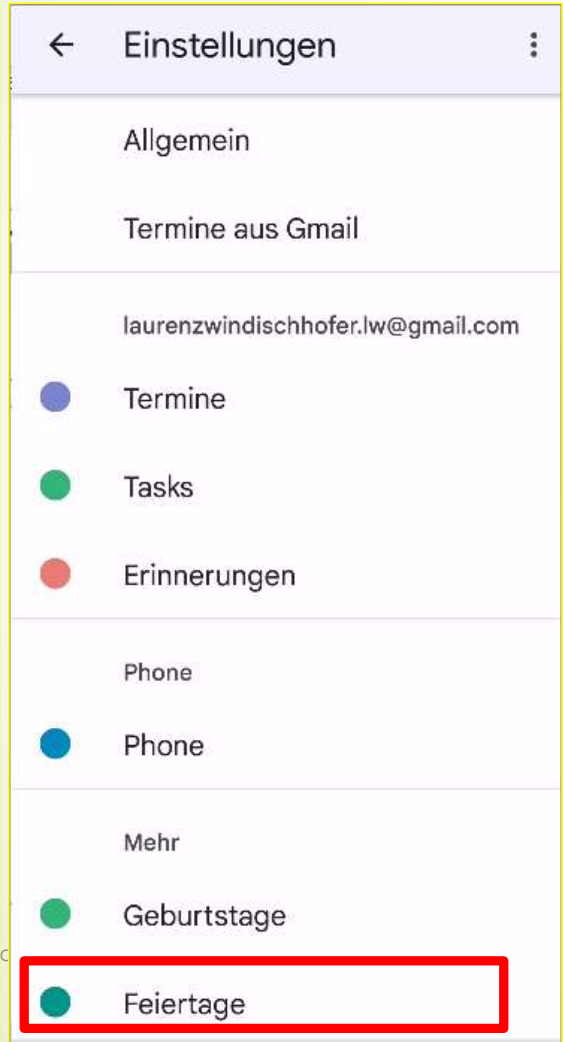 Einstellungen
Allgemein
Termine aus Gmail
laurenzwindischhofer.lw@gmail.com
Termine
Tasks
Erinnerungen
Phone
Phone
Mehr
Geburtstage
Feiertage